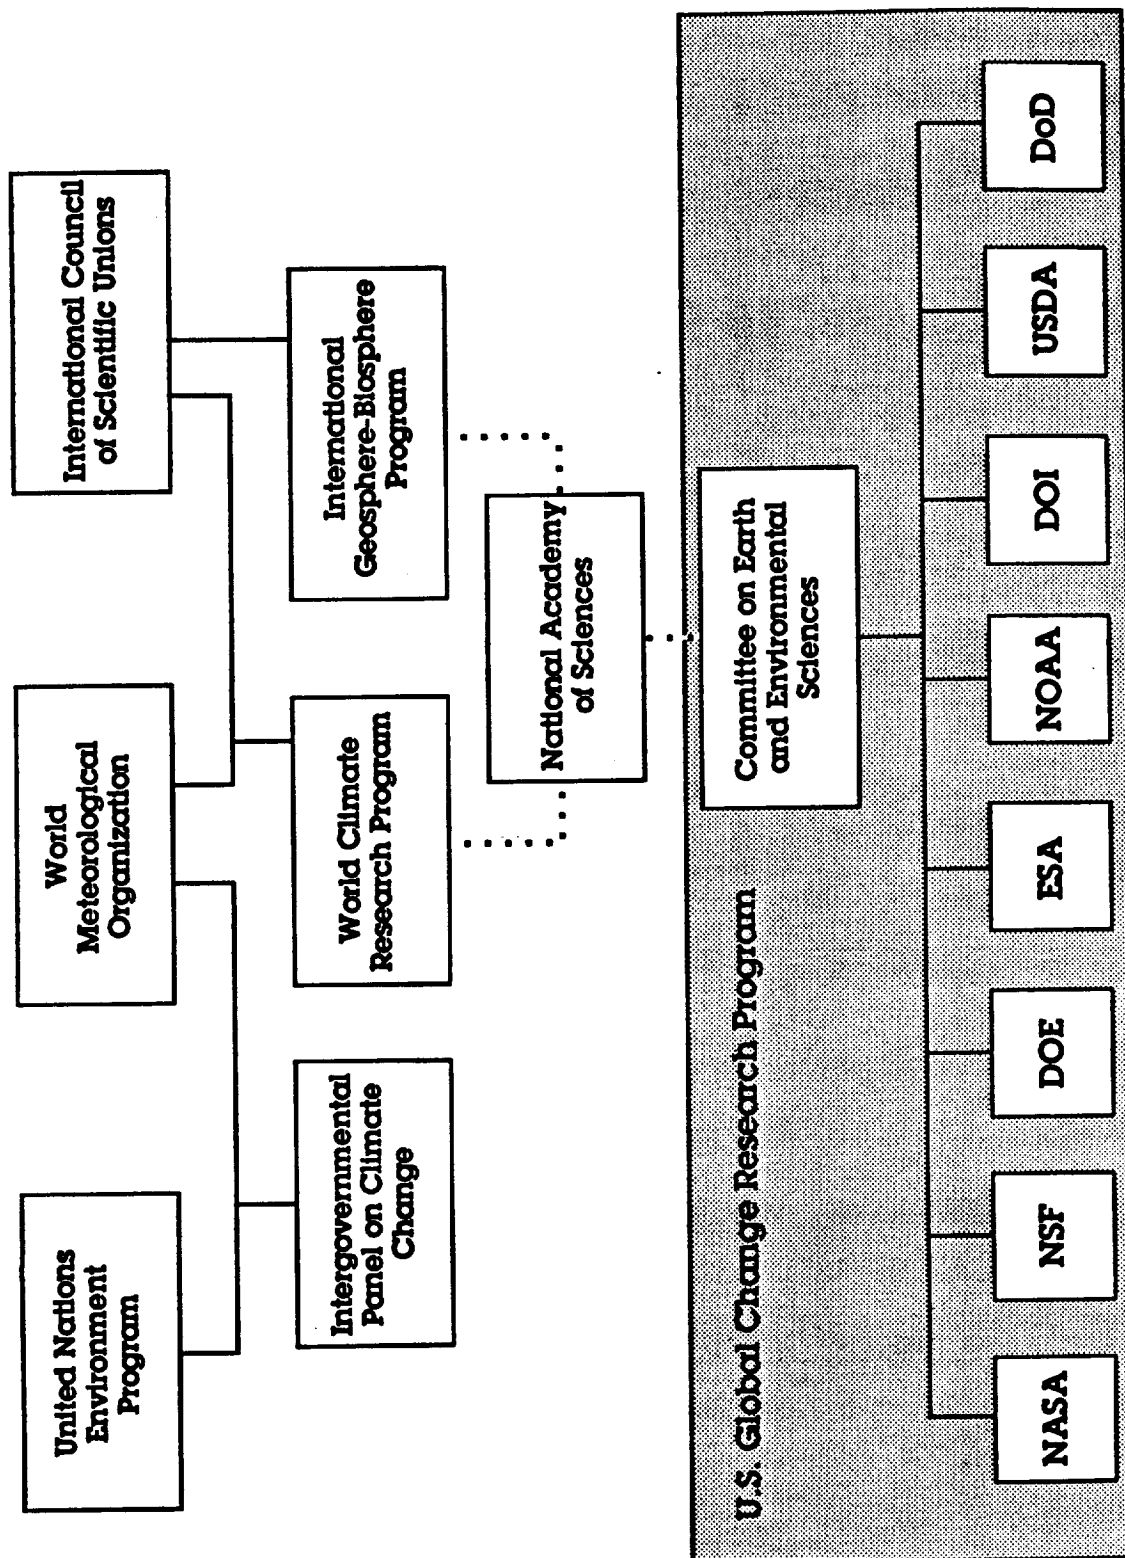 United Nations
Environment
Program
World
Meteorological
Organization
International Council
of Scientific Unions
Intergovernmental
Panel on Climate
Change
World Climate
Research Program
International
Geosphere-Biosphere
Program
National Academy
of Sciences
U.S. Global Change Research Program
Committee on Earth
and Environmental
Sciences
NASA
NSF
DOE
ESA
NOAA
DOI
USDA
DoD